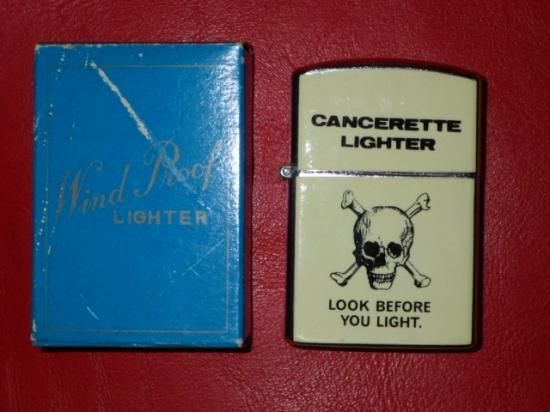 Wind Proof
LIGHTER
CANCERETTE
LIGHTER
LOOK BEFORE
YOU LIGHT.